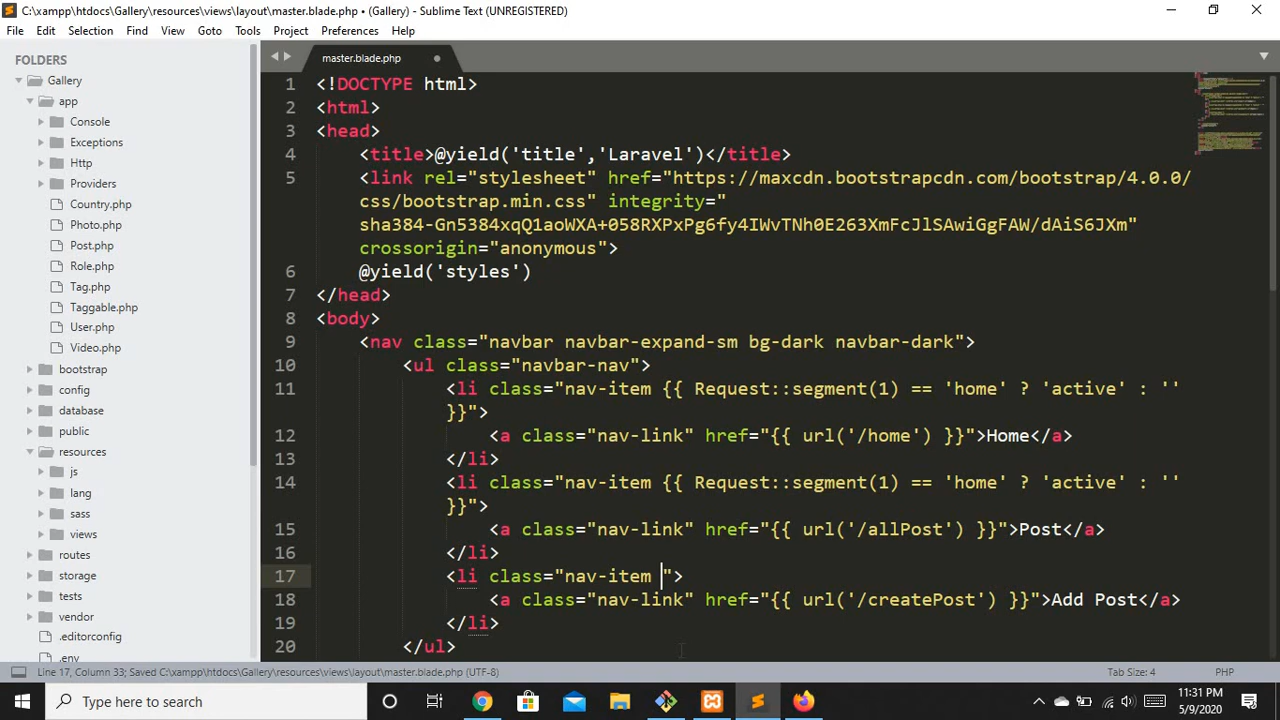 C:\xampp\htdocs\Gallery\resources\views\layout\master.blade.php • (Gallery) - Sublime Text (UNREGISTERED)
File Edit Selection Find View Goto Tools Project Preferences Help
FOLDERS
Gallery
app
Console
Exceptions
Http
Providers
Country.php
Photo.php
Post.php
Role.php
Tag.php
Taggable.php
User.php
Video.php
bootstrap
config
database
public
resources
js
lang
sass
views
routes
storage
tests
vendor
.editorconfig
.env
master.blade.php
1 <!DOCTYPE html>
2 <html>
3 <head>
4 <title>@yield('title','Laravel')</title>
5 <link rel="stylesheet" href="https://maxcdn.bootstrapcdn.com/bootstrap/4.0.0/
css/bootstrap.min.css" integrity="
sha384-Gn5384xqQ1aoWXA+058RXPxPg6fy4IWvTNh0E263XmFcJlSAwiGgFAW/dAiS6JXm"
crossorigin="anonymous">
6 @yield('styles')
7 </head>
8 <body>
9 <nav class="navbar navbar-expand-sm bg-dark navbar-dark">
10 <ul class="navbar-nav">
11 <li class="nav-item {{ Request::segment(1) == 'home' ? 'active' : ''
}}">
12 <a class="nav-link" href="{{ url('/home') }}">Home</a>
13 </li>
14 <li class="nav-item {{ Request::segment(1) == 'home' ? 'active' : ''
}}">
15 <a class="nav-link" href="{{ url('/allPost') }}">Post</a>
16 </li>
17 <li class="nav-item ">
18 <a class="nav-link" href="{{ url('/createPost') }}">Add Post</a>
19 </li>
20 </ul>
Line 17, Column 33; Saved C:\xampp\htdocs\Gallery\resources\views\layout\master.blade.php (UTF-8)
Tab Size: 4
PHP
Type here to search
11:31 PM
5/9/2020